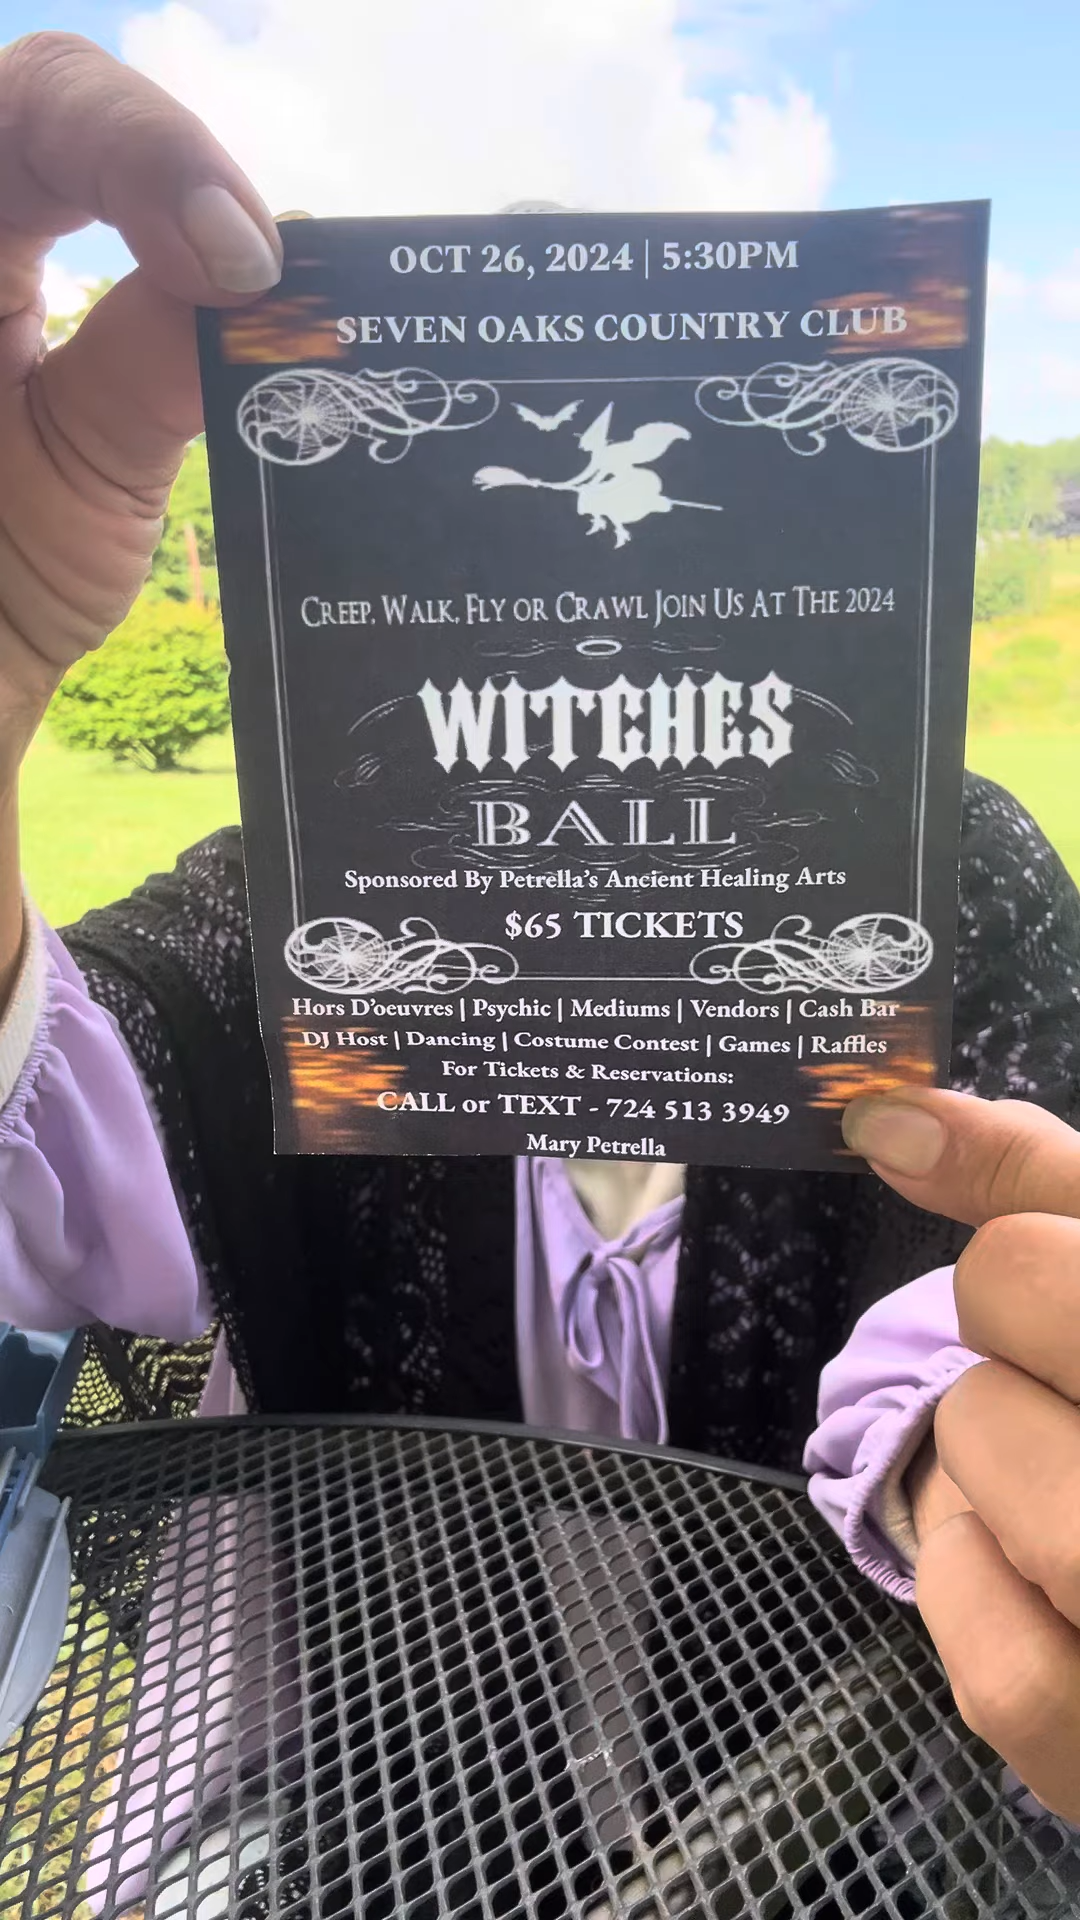 OCT 26, 2024 | 5:30PM
SEVEN OAKS COUNTRY CLUB
CREEP, WALK, FLY OR CRAWL JOIN US AT THE 2024
WITCHES
BALL
Sponsored By Petrella's Ancient Healing Arts
$65 TICKETS
Hors D'oeuvres | Psychic | Mediums | Vendors | Cash Bar
DJ Host | Dancing | Costume Contest | Games | Raffles
For Tickets & Reservations:
CALL or TEXT - 724 513 3949
Mary Petrella